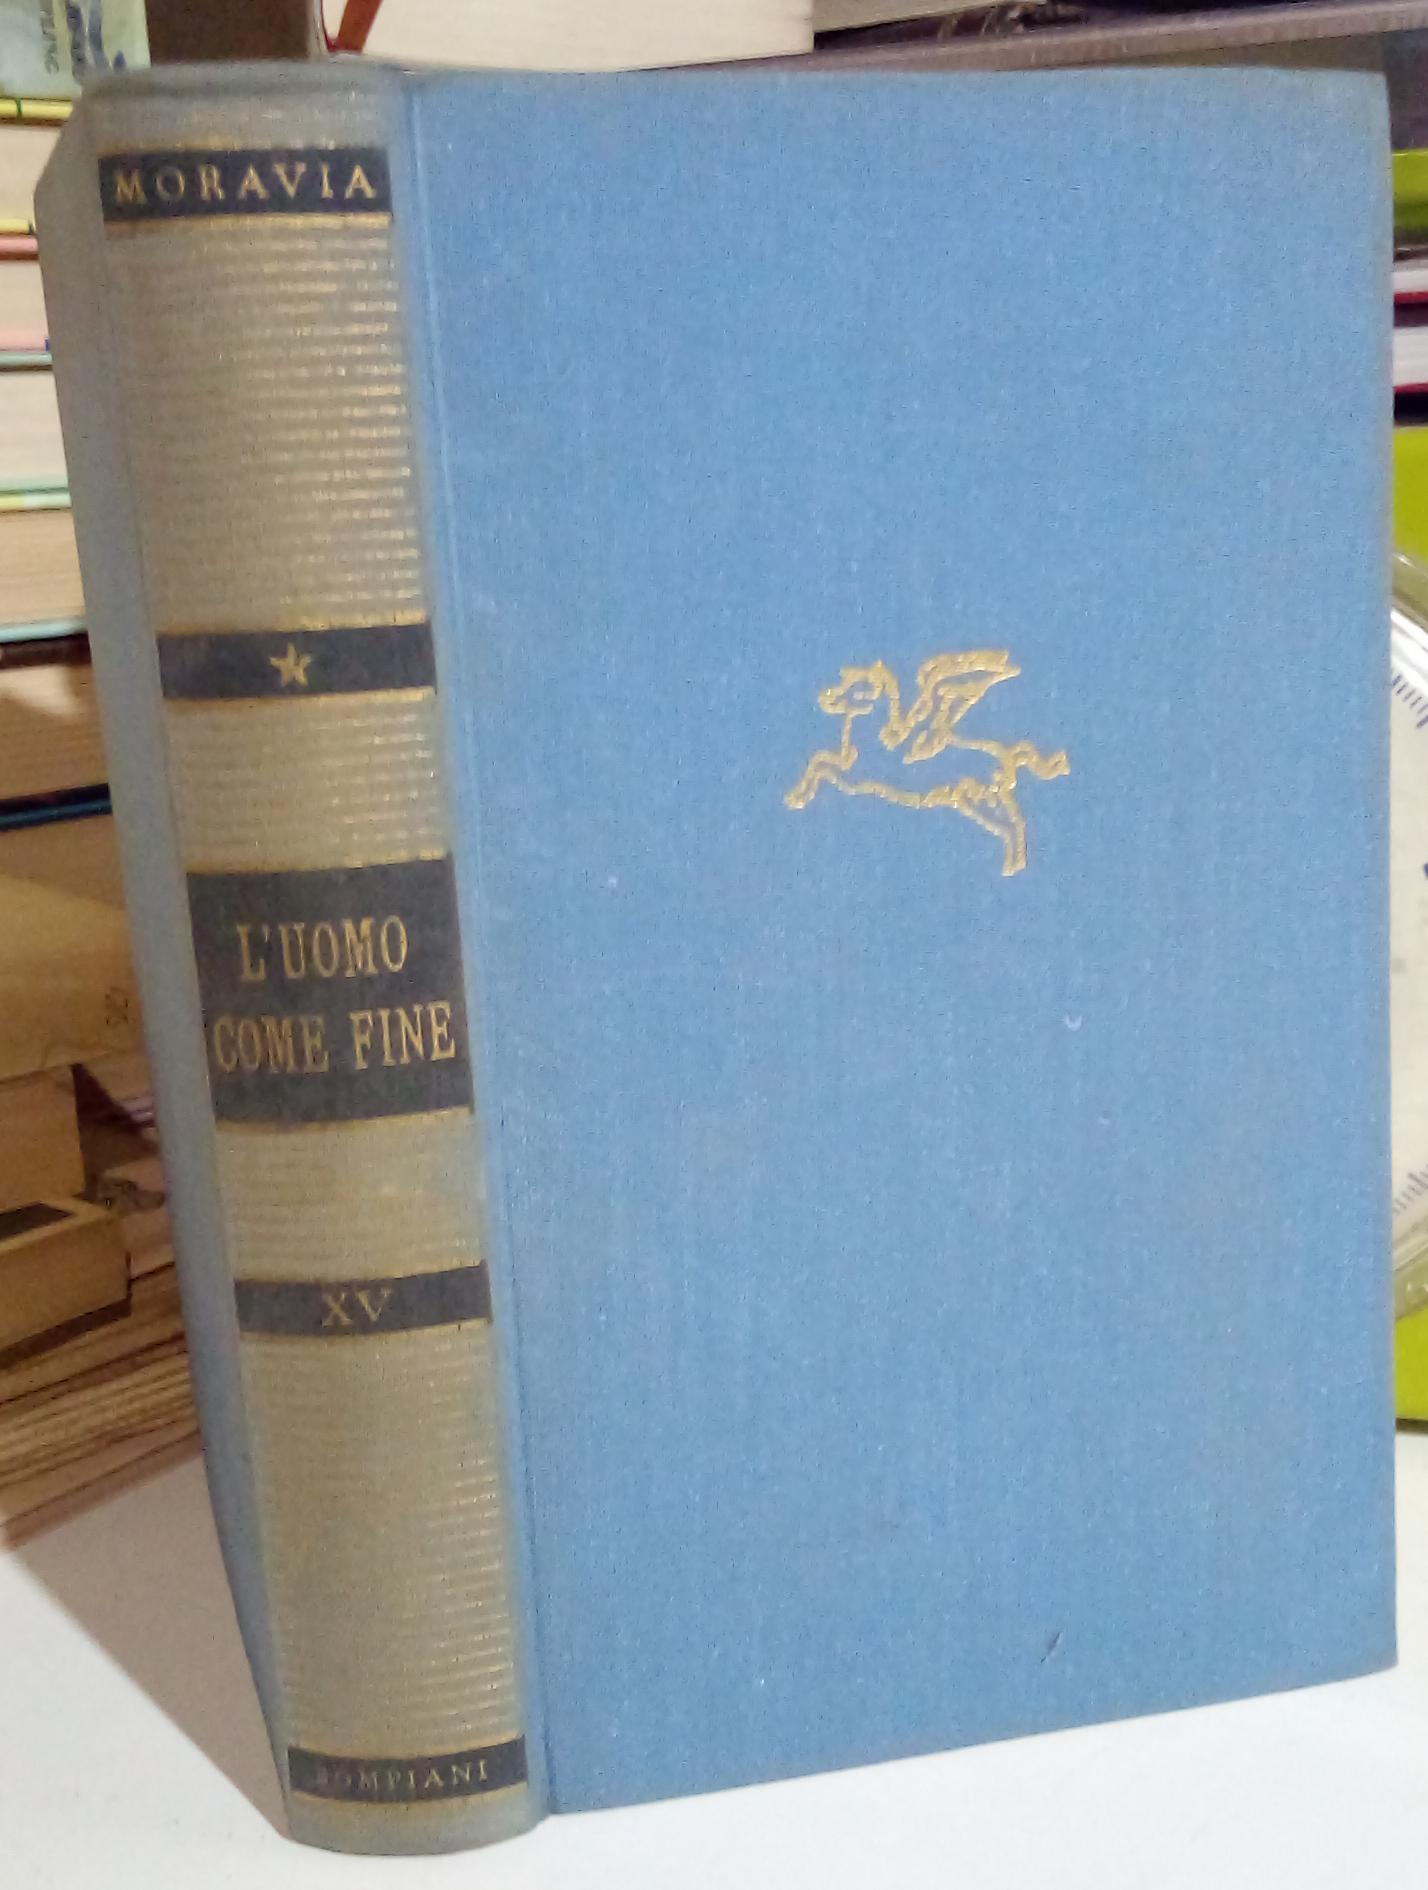 MORAVIA
L'UOMO
COME FINE
XV
BOMPIANI